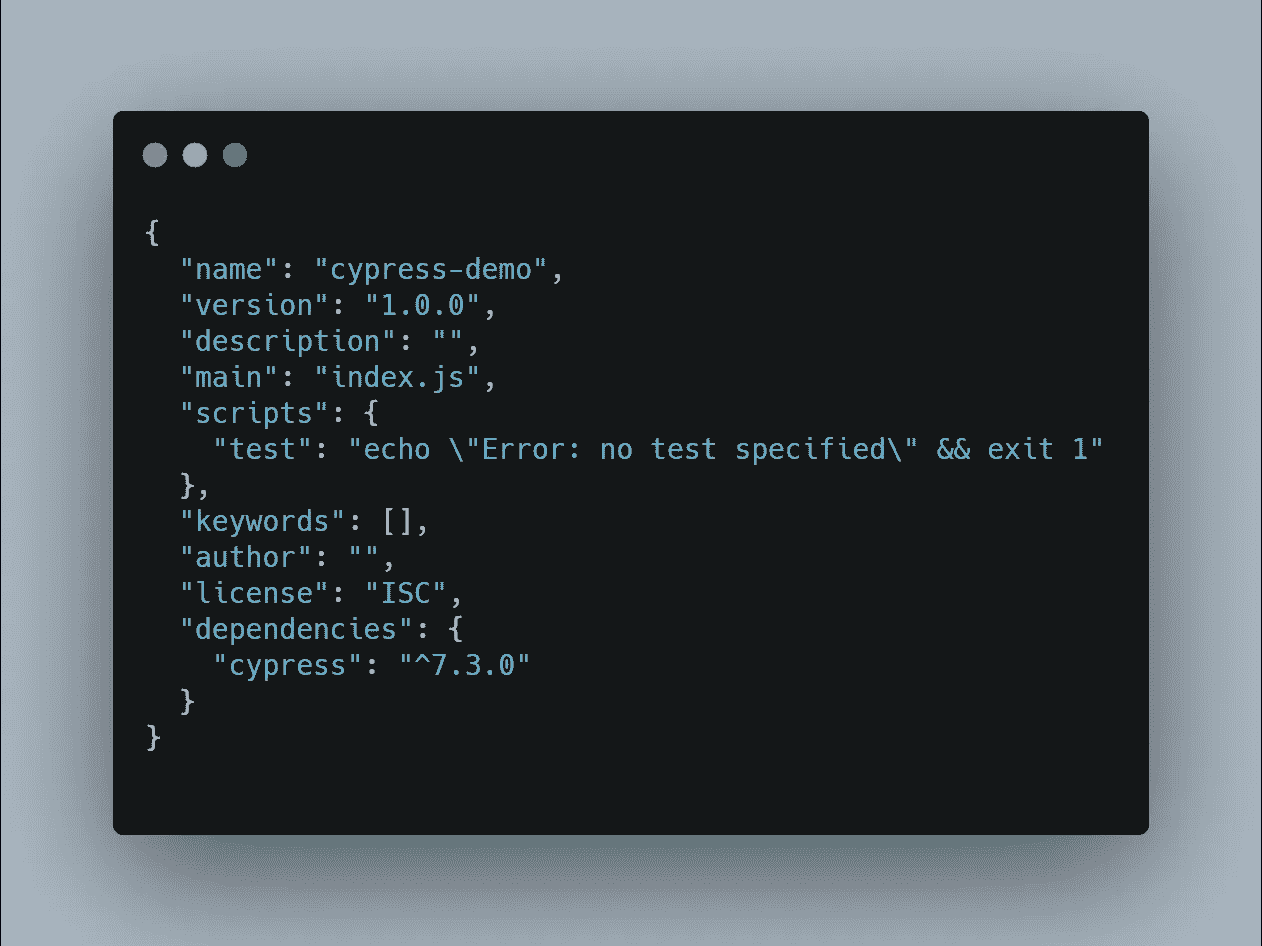 {
  "name": "cypress-demo",
  "version": "1.0.0",
  "description": "",
  "main": "index.js",
  "scripts": {
    "test": "echo \"Error: no test specified\" && exit 1"
  },
  "keywords": [],
  "author": "",
  "license": "ISC",
  "dependencies": {
    "cypress": "^7.3.0"
  }
}